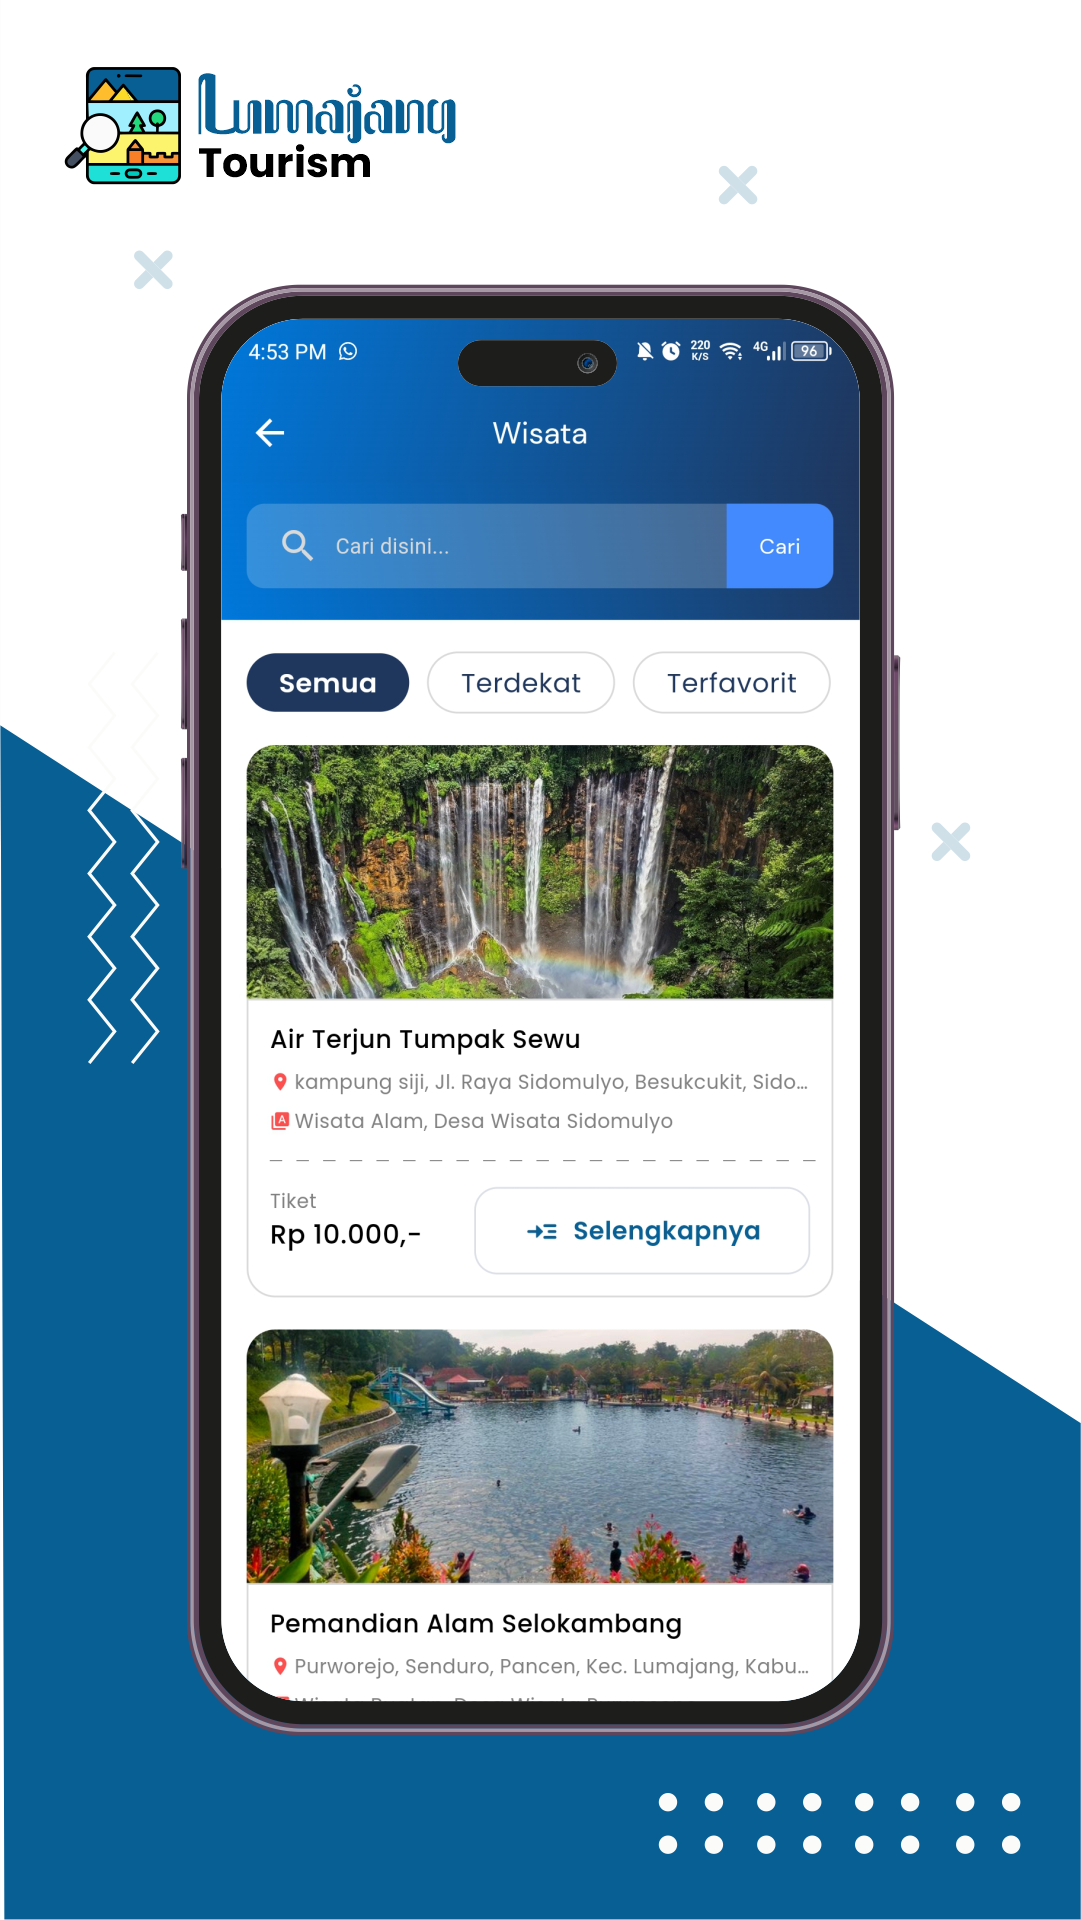 Lumajang
Tourism
4:53 PM
220
K/S
4G
96
Wisata
Cari disini...
Cari
Semua
Terdekat
Terfavorit
Air Terjun Tumpak Sewu
kampung siji, Jl. Raya Sidomulyo, Besukcukit, Sido...
A Wisata Alam, Desa Wisata Sidomulyo
Tiket
Rp 10.000,-
Selengkapnya
Pemandian Alam Selokambang
Purworejo, Senduro, Pancen, Kec. Lumajang, Kabu...